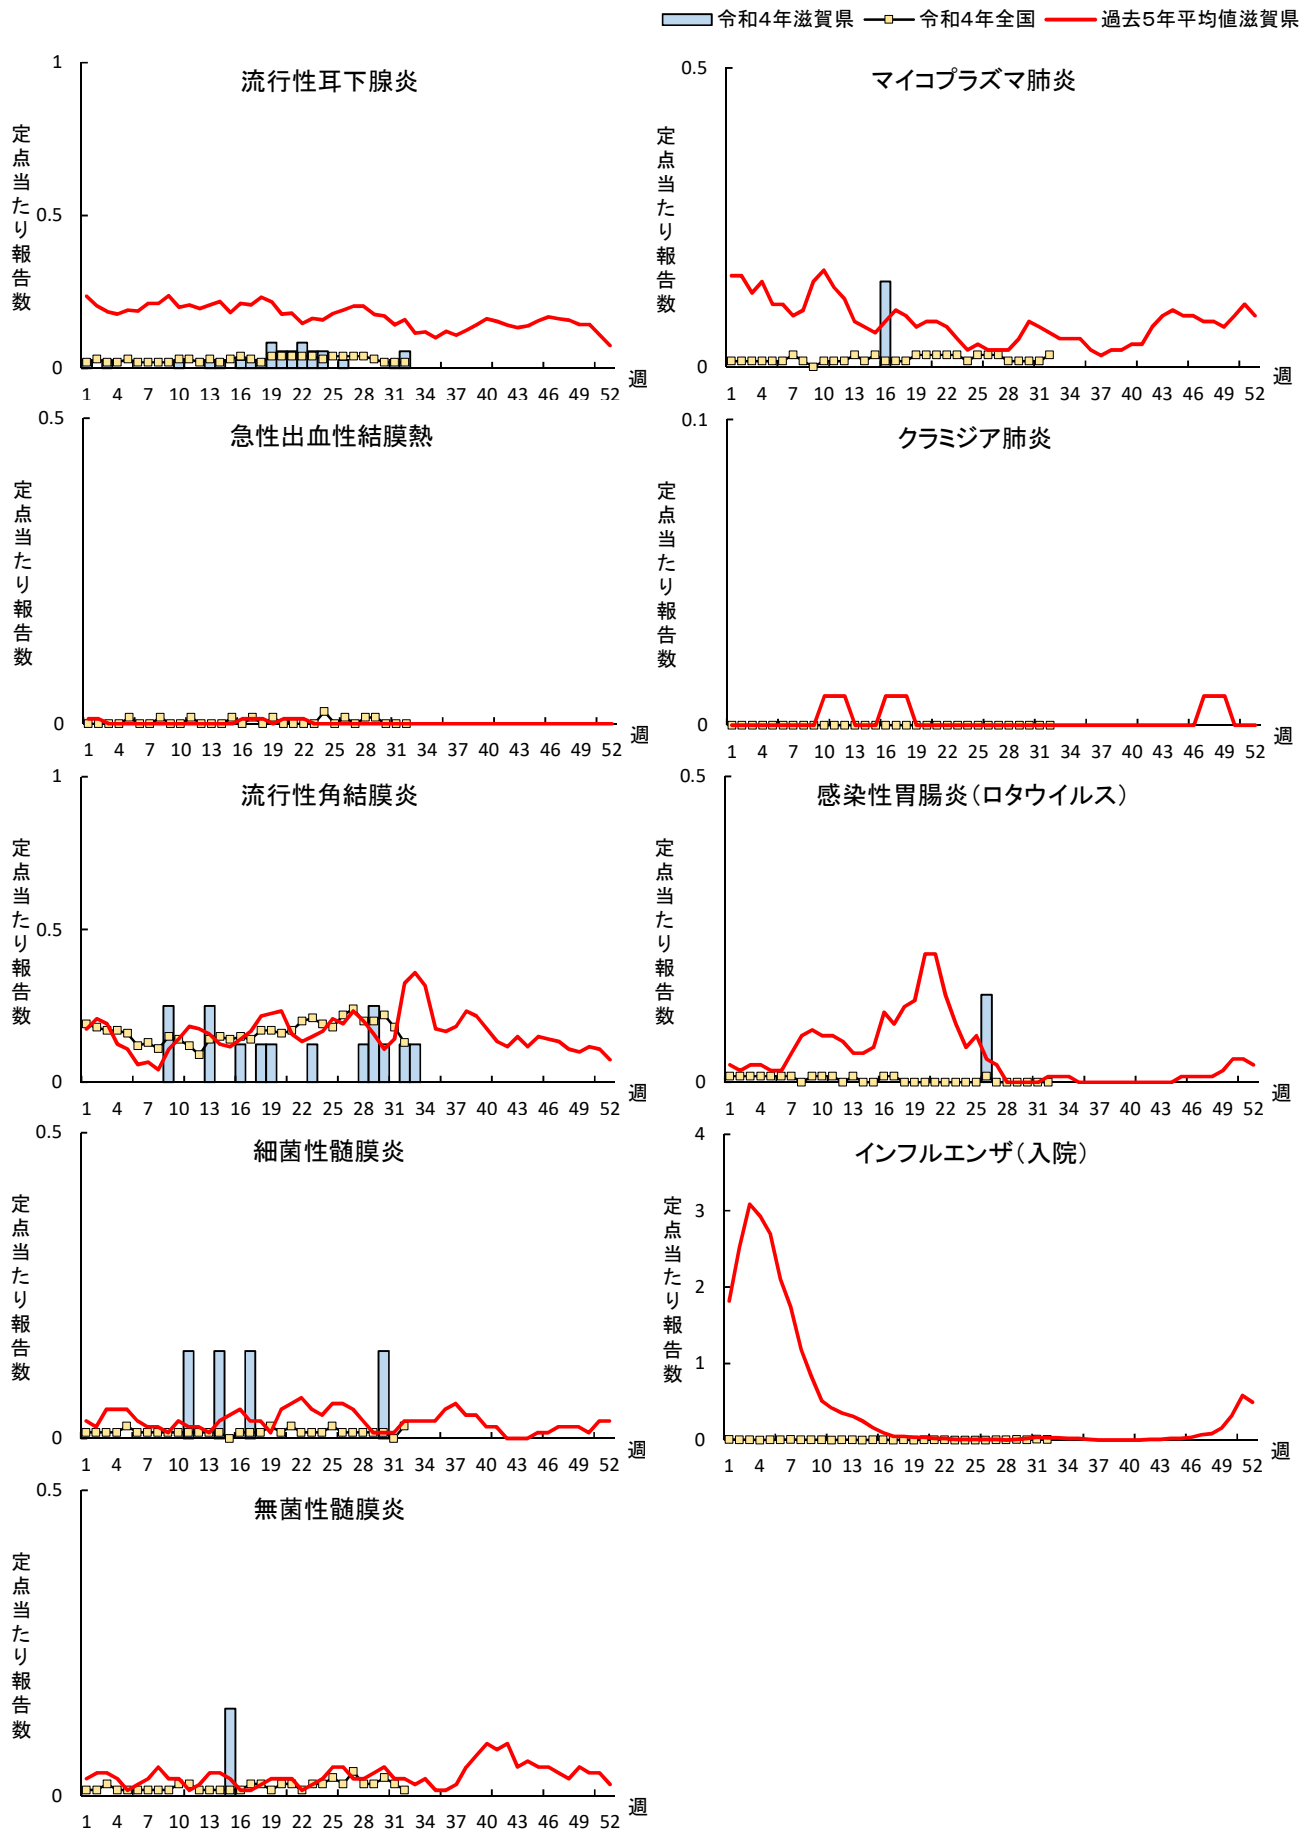 令和４年滋賀県 令和４年全国 過去５年平均値滋賀県
流行性耳下腺炎
定点当たり報告数
1
0.5
0
1 4 7 10 13 16 19 22 25 28 31 34 37 40 43 46 49 52
週
マイコプラズマ肺炎
定点当たり報告数
0.5
0
1 4 7 10 13 16 19 22 25 28 31 34 37 40 43 46 49 52
週
急性出血性結膜熱
定点当たり報告数
0.5
0
1 4 7 10 13 16 19 22 25 28 31 34 37 40 43 46 49 52
週
クラミジア肺炎
定点当たり報告数
0.1
0
1 4 7 10 13 16 19 22 25 28 31 34 37 40 43 46 49 52
週
流行性角結膜炎
定点当たり報告数
1
0.5
0
1 4 7 10 13 16 19 22 25 28 31 34 37 40 43 46 49 52
週
感染性胃腸炎（ロタウイルス）
定点当たり報告数
0.5
0
1 4 7 10 13 16 19 22 25 28 31 34 37 40 43 46 49 52
週
細菌性髄膜炎
定点当たり報告数
0.5
0
1 4 7 10 13 16 19 22 25 28 31 34 37 40 43 46 49 52
週
インフルエンザ（入院）
定点当たり報告数
4
3
2
1
0
1 4 7 10 13 16 19 22 25 28 31 34 37 40 43 46 49 52
週
無菌性髄膜炎
定点当たり報告数
0.5
0
1 4 7 10 13 16 19 22 25 28 31 34 37 40 43 46 49 52
週